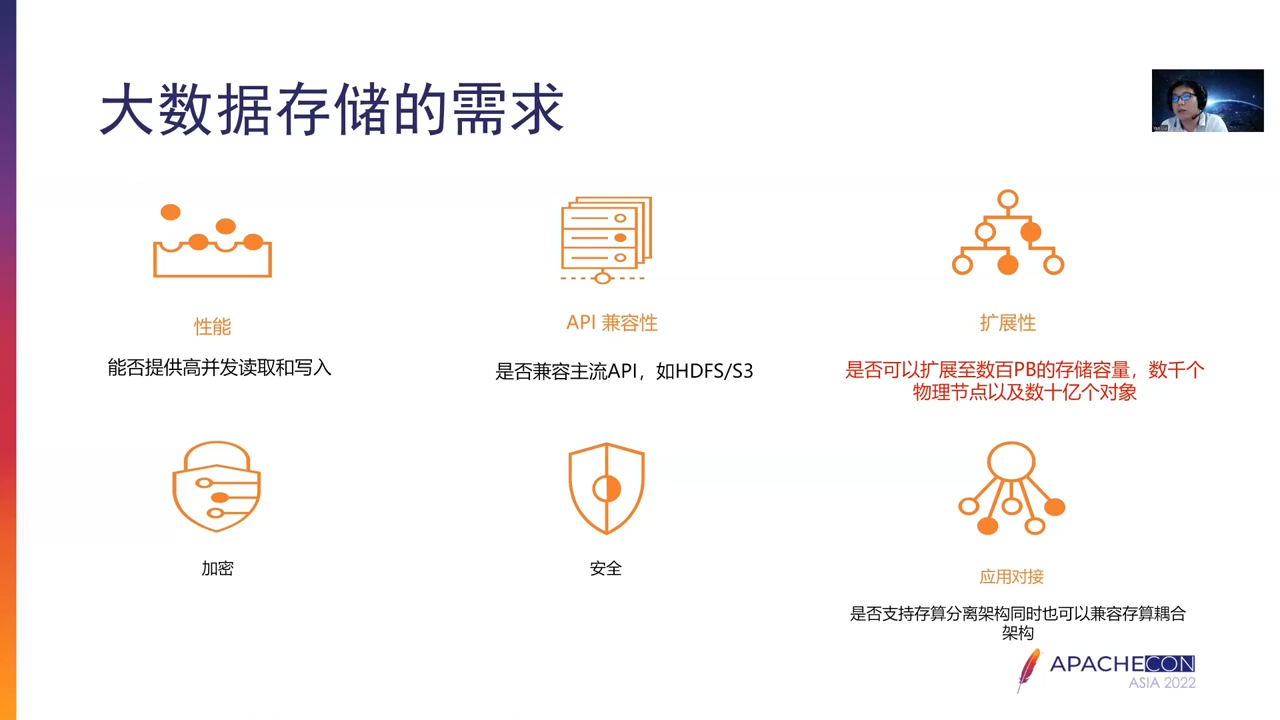 大数据存储的需求
性能
能否提供高并发读取和写入
API 兼容性
是否兼容主流API，如HDFS/S3
扩展性
是否可以扩展至数百PB的存储容量，数千个
物理节点以及数十亿个对象
加密
安全
应用对接
是否支持存算分离架构同时也可以兼容存算耦合
架构
APACHECON
ASIA 2022